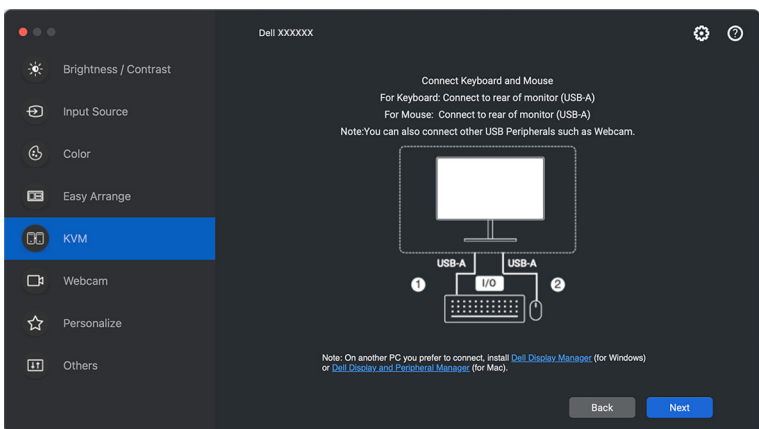 Dell XXXXXX
Brightness / Contrast
Input Source
Color
Easy Arrange
KVM
Webcam
Personalize
Others
Connect Keyboard and Mouse
For Keyboard: Connect to rear of monitor (USB-A)
For Mouse: Connect to rear of monitor (USB-A)
Note:You can also connect other USB Peripherals such as Webcam.
USB-A USB-A
1 I/O 2
Note: On another PC you prefer to connect, install Dell Display Manager (for Windows)
or Dell Display and Peripheral Manager (for Mac).
Back Next